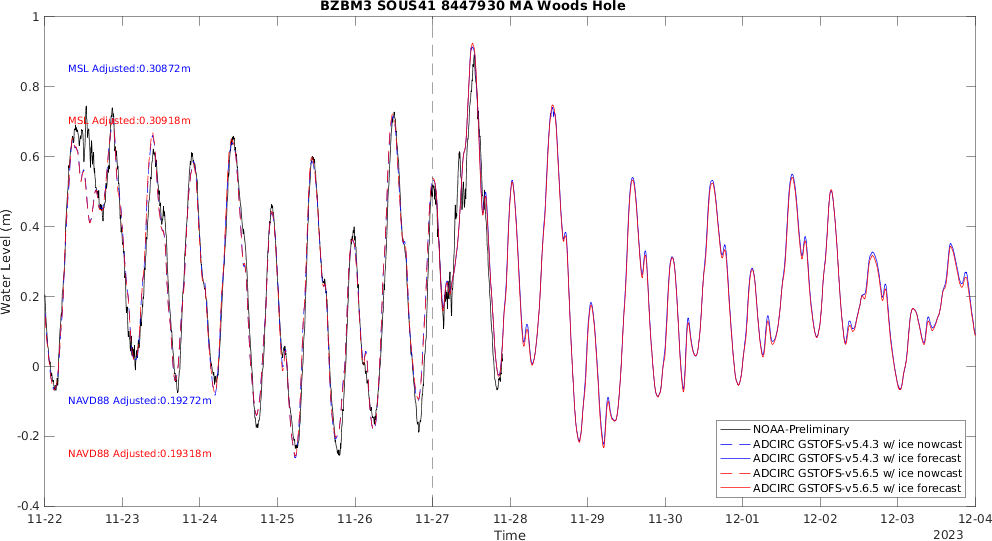 BZBM3 SOUS41 8447930 MA Woods Hole
1
0.8
0.6
0.4
0.2
0
-0.2
-0.4
Water Level (m)
MSL Adjusted:0.30872m
MSL Adjusted:0.30918m
NAVD88 Adjusted:0.19272m
NAVD88 Adjusted:0.19318m
NOAA-Preliminary
ADCIRC GSTOFS-v5.4.3 w/ ice nowcast
ADCIRC GSTOFS-v5.4.3 w/ ice forecast
ADCIRC GSTOFS-v5.6.5 w/ ice nowcast
ADCIRC GSTOFS-v5.6.5 w/ ice forecast
11-22 11-23 11-24 11-25 11-26 11-27 11-28 11-29 11-30 12-01 12-02 12-03 12-04
Time
2023